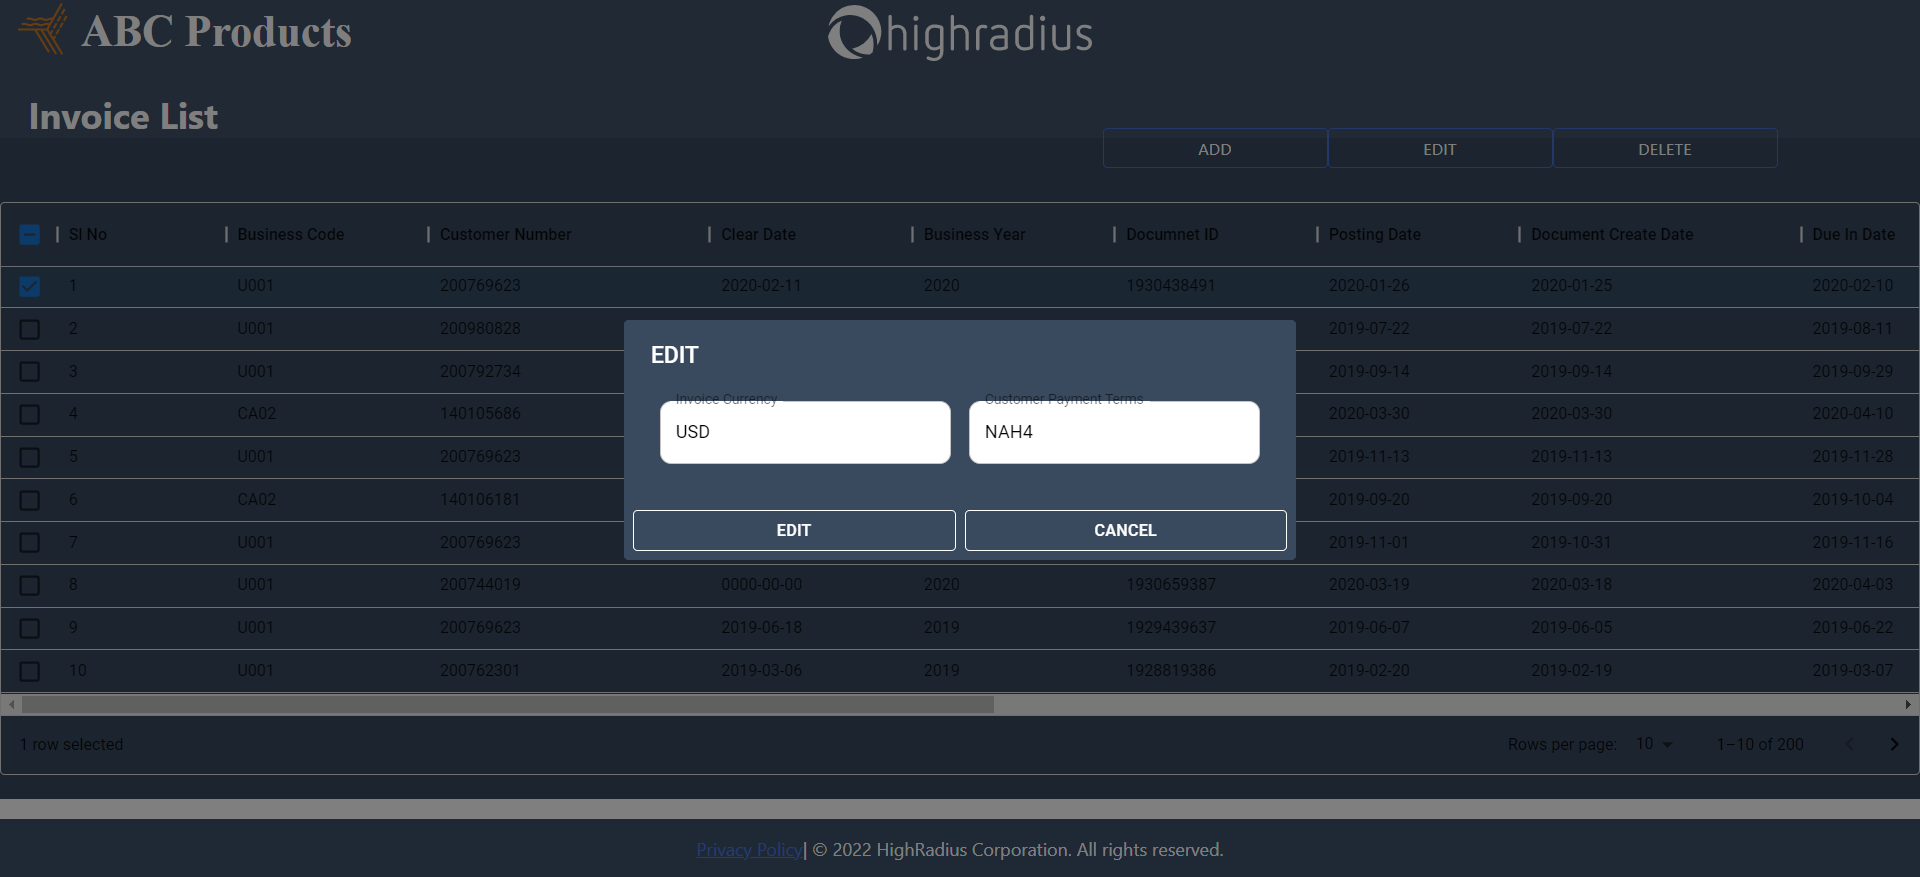 ABC Products
highradius
Invoice List
ADD EDIT DELETE
Sl No Business Code Customer Number Clear Date Business Year Documnet ID Posting Date Document Create Date Due In Date
1 U001 200769623 2020-02-11 2020 1930438491 2020-01-26 2020-01-25 2020-02-10
2 U001 200980828 2019-07-22 2019-07-22 2019-08-11
3 U001 200792734 2019-09-14 2019-09-14 2019-09-29
4 CA02 140105686 2020-03-30 2020-03-30 2020-04-10
5 U001 200769623 2019-11-13 2019-11-13 2019-11-28
6 CA02 140106181 2019-09-20 2019-09-20 2019-10-04
7 U001 200769623 2019-11-01 2019-10-31 2019-11-16
8 U001 200744019 0000-00-00 2020 1930659387 2020-03-19 2020-03-18 2020-04-03
9 U001 200769623 2019-06-18 2019 1929439637 2019-06-07 2019-06-05 2019-06-22
10 U001 200762301 2019-03-06 2019 1928819386 2019-02-20 2019-02-19 2019-03-07
EDIT
Invoice Currency Customer Payment Terms
USD NAH4
EDIT CANCEL
1 row selected Rows per page: 10 1–10 of 200
Privacy Policy| © 2022 HighRadius Corporation. All rights reserved.